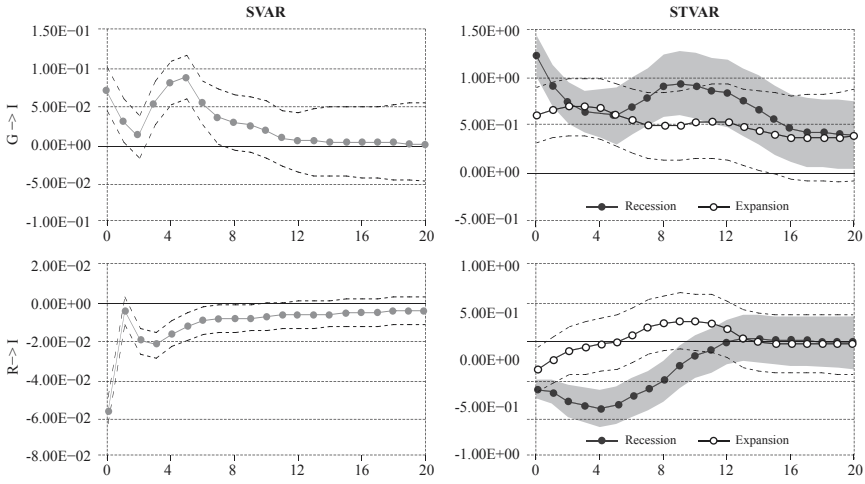 SVAR
STVAR
G −> I
1.50E−01
1.00E−01
5.00E−02
0.00E+00
-5.00E−02
-1.00E−01
0 4 8 12 16 20
1.50E+00
1.00E+00
5.00E−01
0.00E+00
-5.00E−01
Recession Expansion
0 4 8 12 16 20
R−> I
2.00E−02
0.00E+00
-2.00E−02
-4.00E−02
-6.00E−02
-8.00E−02
0 4 8 12 16 20
1.00E+00
5.00E−01
0.00E+00
-5.00E−01
-1.00E+00
Recession Expansion
0 4 8 12 16 20